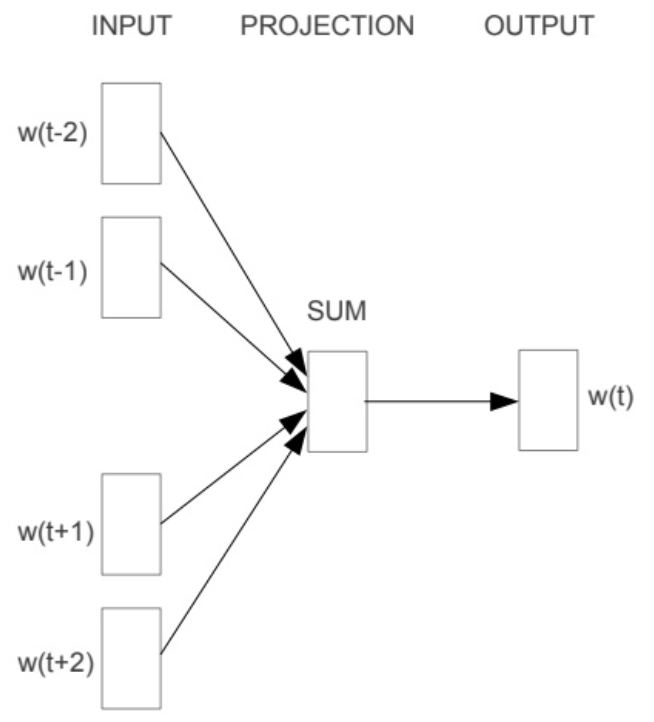 INPUT PROJECTION OUTPUT
w(t-2)
w(t-1)
SUM
w(t)
w(t+1)
w(t+2)